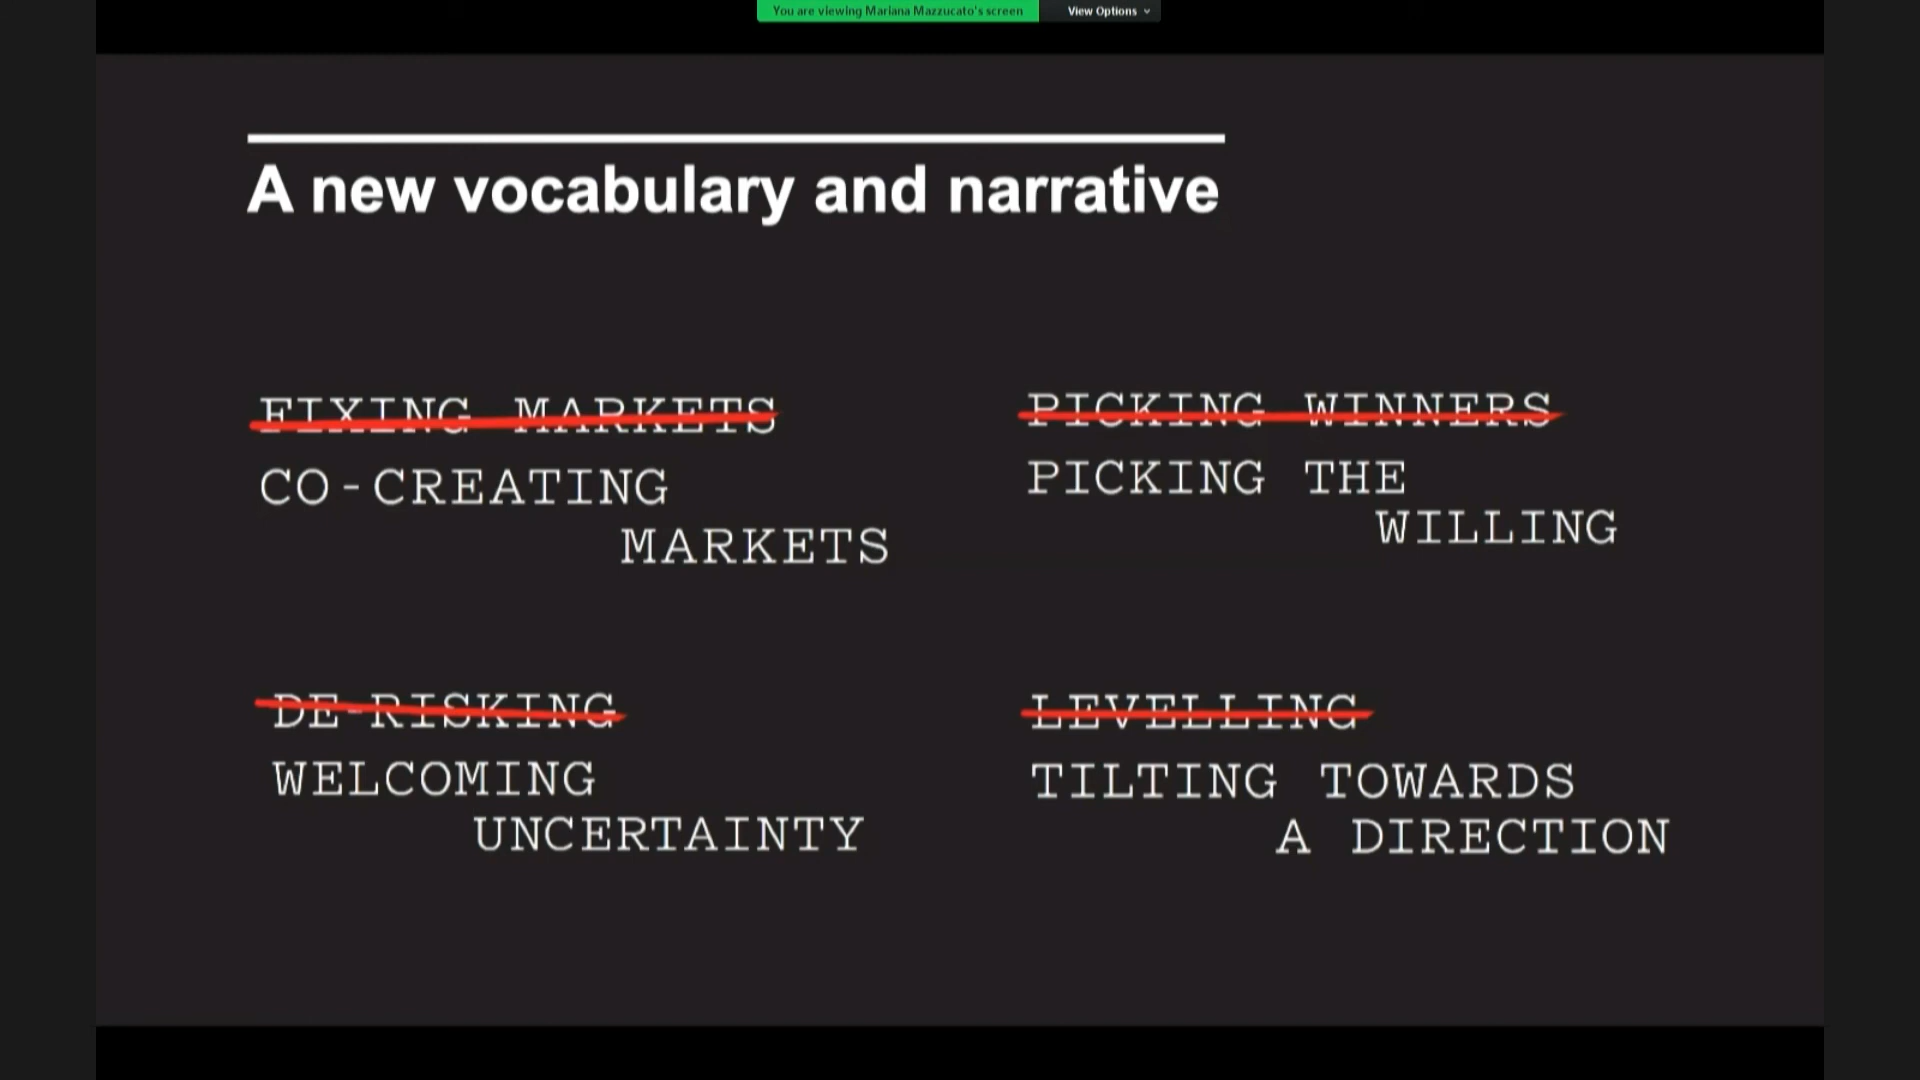 You are viewing Mariana Mazzucato's screen
View Options
A new vocabulary and narrative
FIXING MARKETS
CO-CREATING
MARKETS
PICKING WINNERS
PICKING THE
WILLING
DE-RISKING
WELCOMING
UNCERTAINTY
LEVELLING
TILTING TOWARDS
A DIRECTION